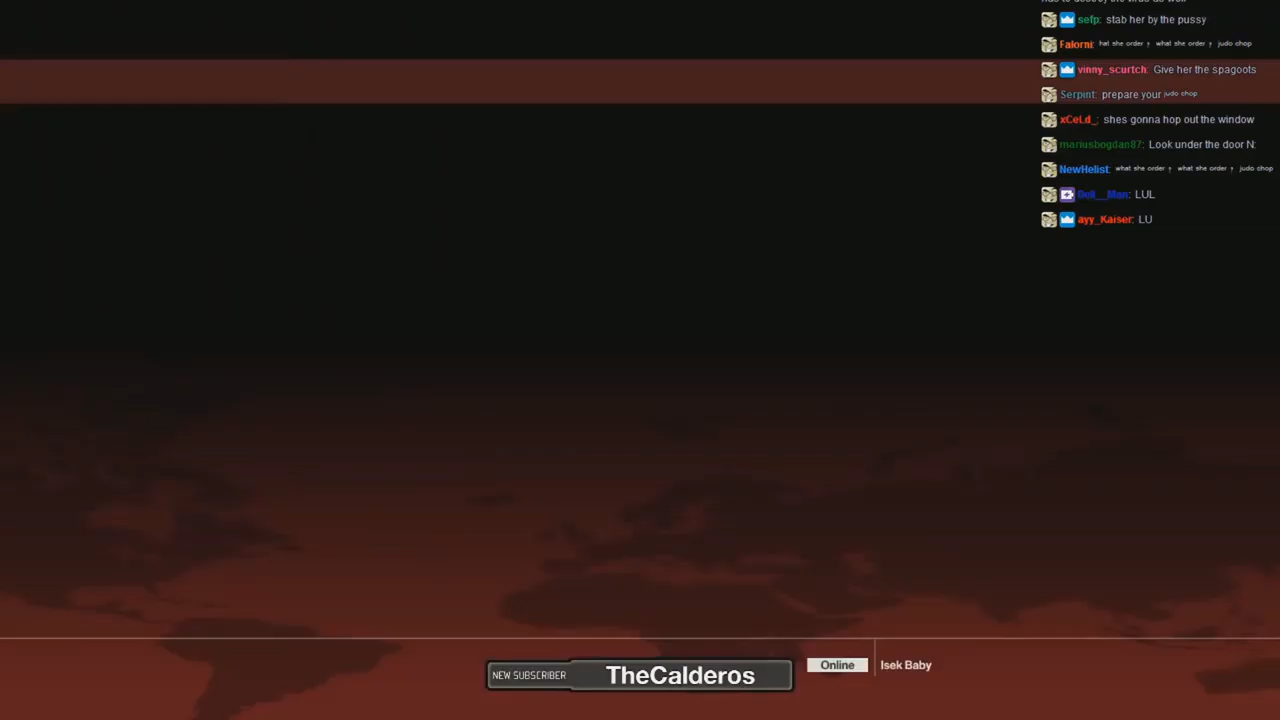 sefp: stab her by the pussy
Falorni: hat she order ? what she order ? judo chop
vinny_scurtch: Give her the spagoots
Serpint: prepare your judo chop
xCeLd_: shes gonna hop out the window
mariusbogdan87: Look under the door N:
NewHelist: what she order ? what she order ? judo chop
Deli__Man: LUL
ayy_Kaiser: LU
NEW SUBSCRIBER TheCalderos
Online Isek Baby